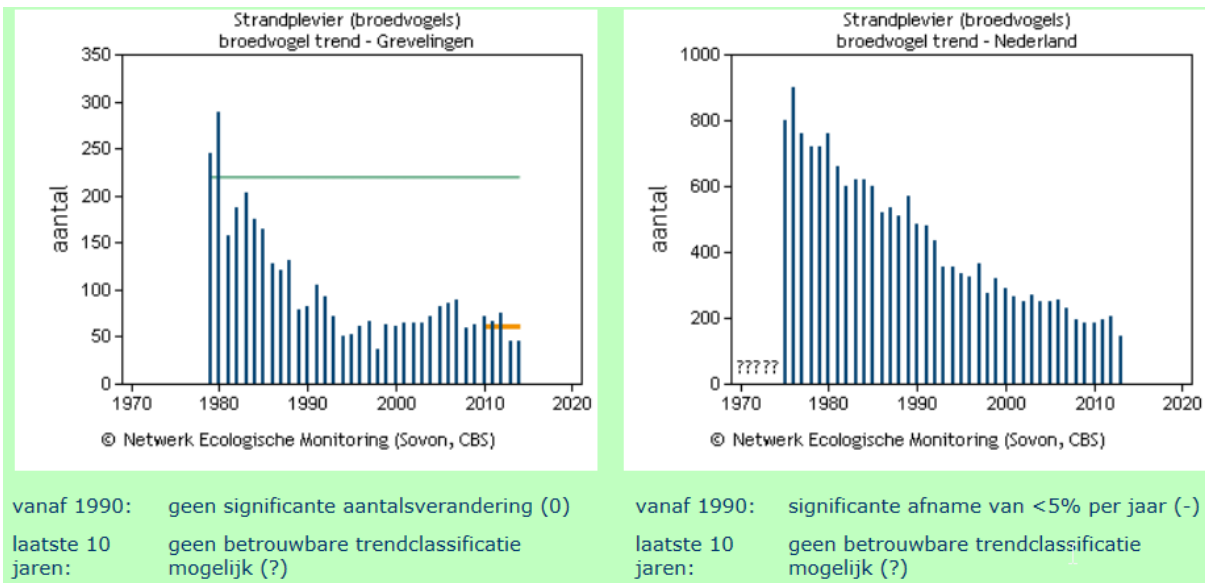 Strandplevier (broedvogels)
broedvogel trend - Grevelingen
350
300
250
200
150
100
50
0
aantal
1970
1980
1990
2000
2010
2020
© Netwerk Ecologische Monitoring (Sovon, CBS)
vanaf 1990: geen significante aantalsverandering (0)
laatste 10 geen betrouwbare trendclassificatie
jaren: mogelijk (?)
Strandplevier (broedvogels)
broedvogel trend - Nederland
1000
800
600
400
200
0
aantal
?????
1970
1980
1990
2000
2010
2020
© Netwerk Ecologische Monitoring (Sovon, CBS)
vanaf 1990: significante afname van <5% per jaar (-)
laatste 10 geen betrouwbare trendclassificatie
jaren: mogelijk (?)